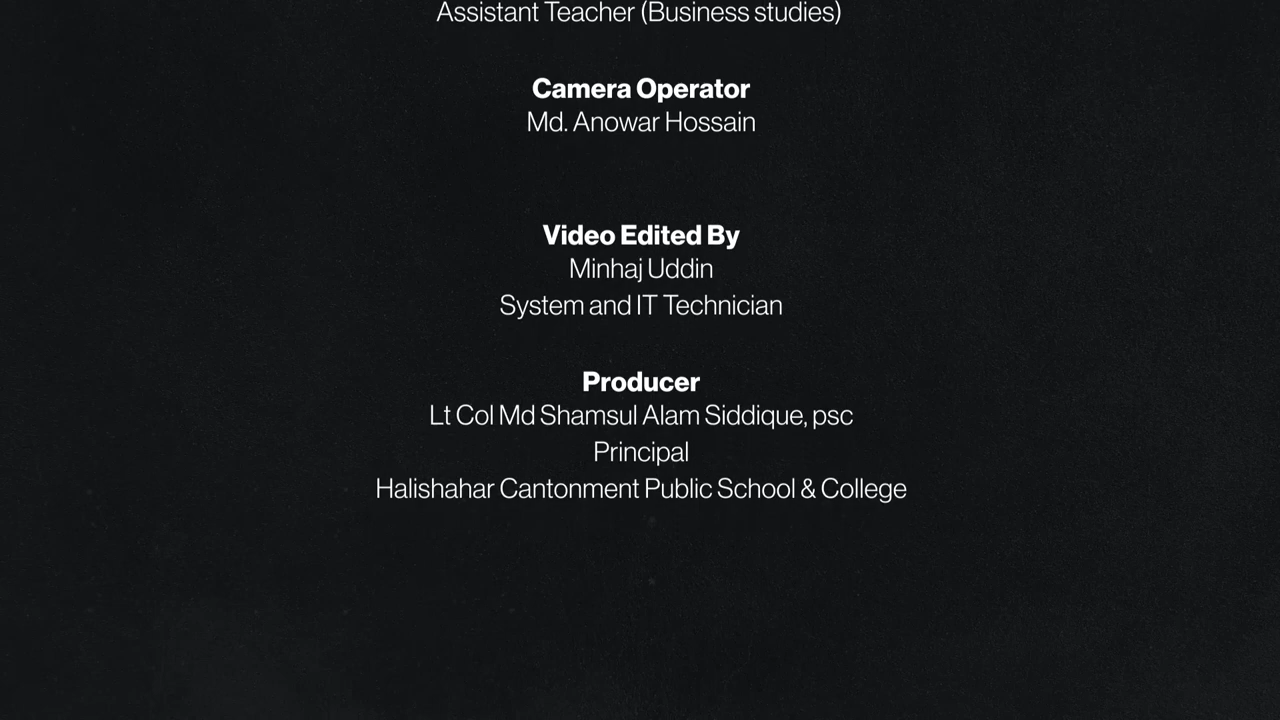 Assistant Teacher (Business studies)
Camera Operator
Md. Anowar Hossain
Video Edited By
Minhaj Uddin
System and IT Technician
Producer
Lt Col Md Shamsul Alam Siddique, psc
Principal
Halishahar Cantonment Public School & College